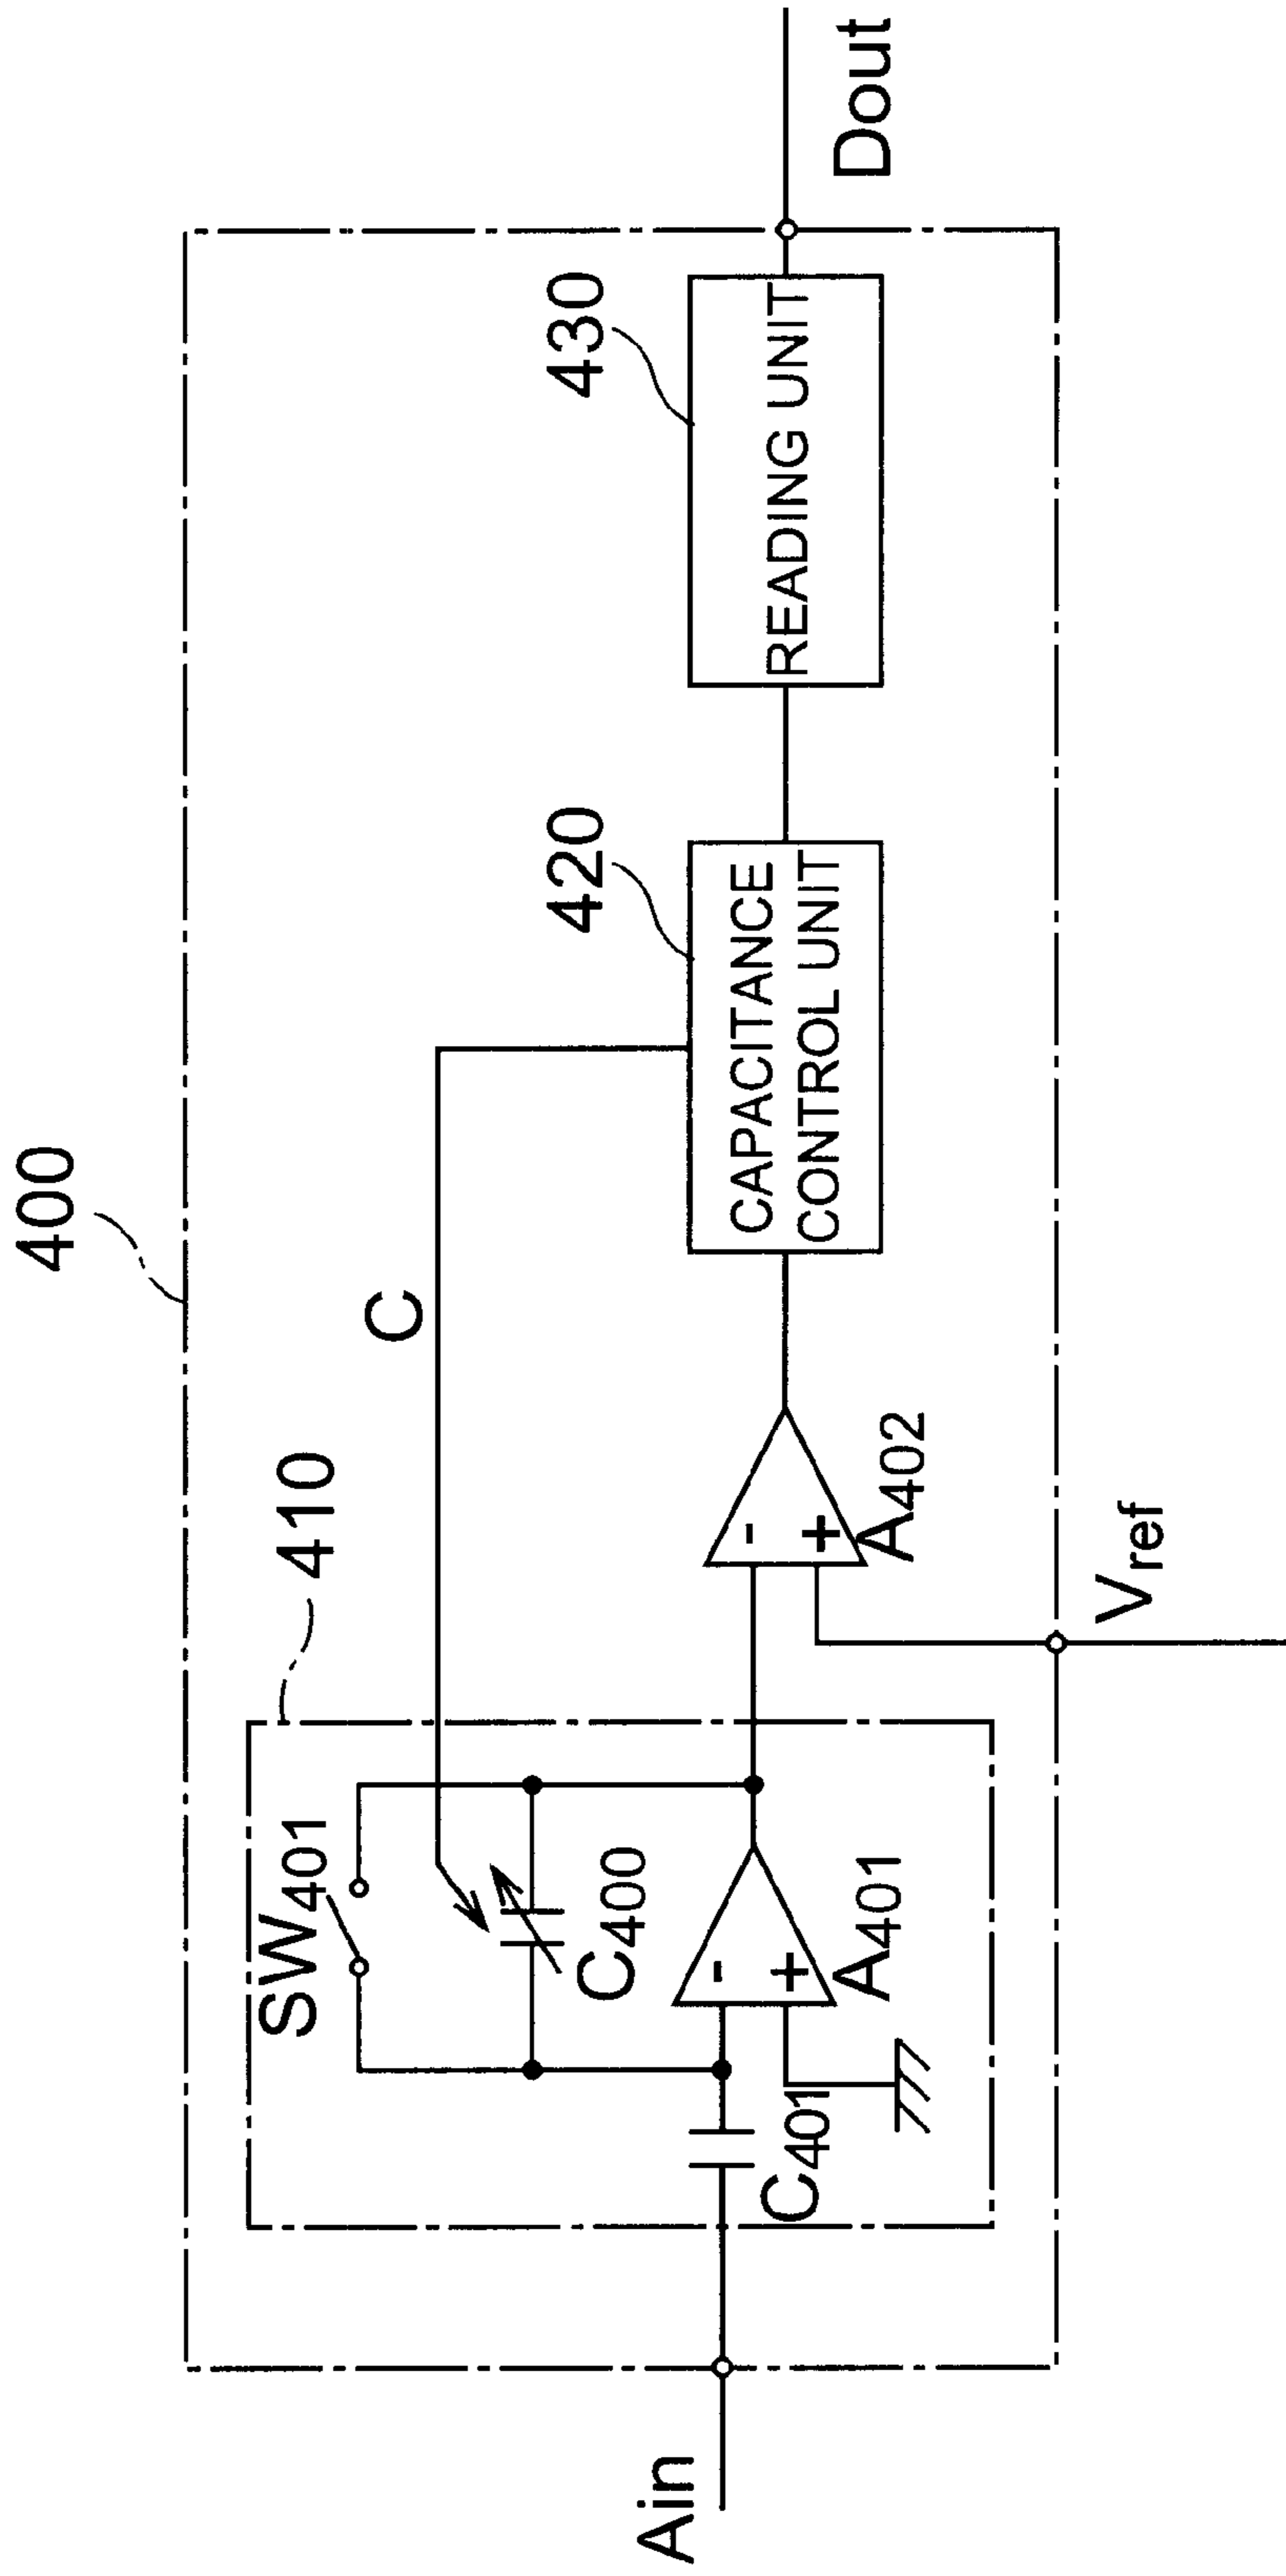 400
410
C
420
430
SW401
C400
CAPACITANCE
CONTROL UNIT
READING UNIT
Ain
C401
-
+
A401
-
+
A402
Dout
Vref